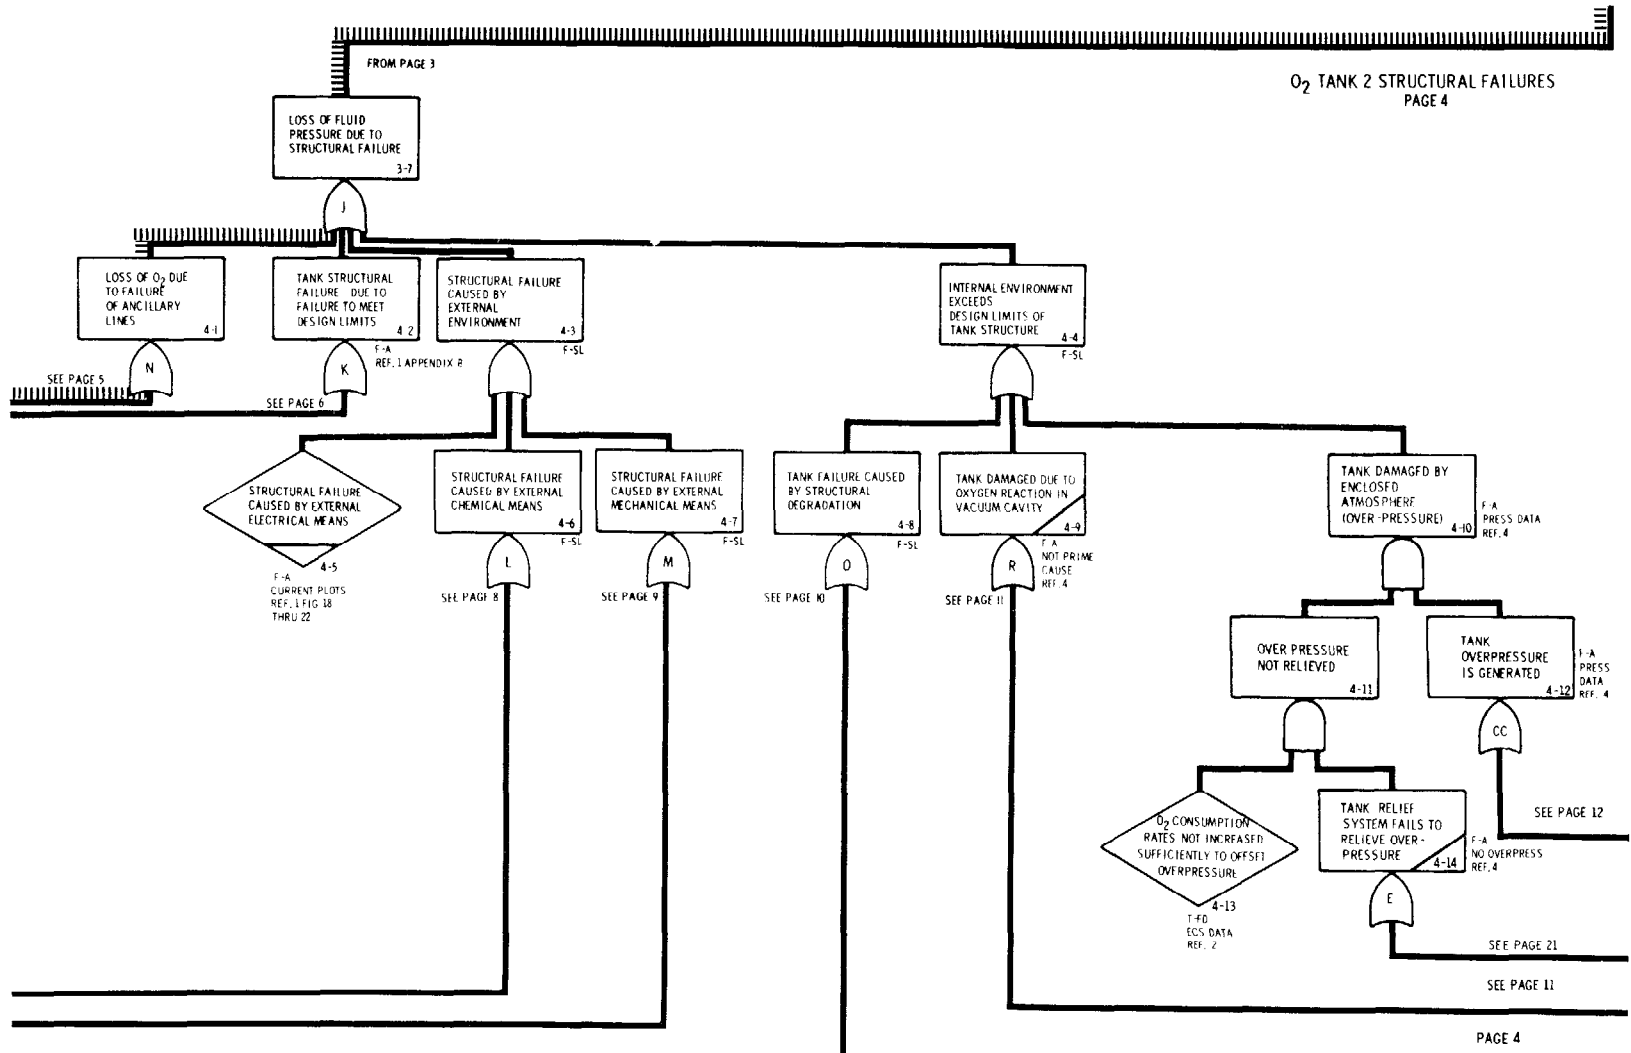 FROM PAGE 3
O2 TANK 2 STRUCTURAL FAILURES
PAGE 4
LOSS OF FLUID
PRESSURE DUE TO
STRUCTURAL FAILURE
3-7
J
LOSS OF O2 DUE
TO FAILURE
OF ANCILLARY
LINES
4-1
TANK STRUCTURAL
FAILURE DUE TO
FAILURE TO MEET
DESIGN LIMITS
4-2
F-A
REF. 1 APPENDIX B
STRUCTURAL FAILURE
CAUSED BY
EXTERNAL
ENVIRONMENT
4-3
F-SL
INTERNAL ENVIRONMENT
EXCEEDS
DESIGN LIMITS OF
TANK STRUCTURE
4-4
F-SL
N
K
SEE PAGE 5
SEE PAGE 6
STRUCTURAL FAILURE
CAUSED BY EXTERNAL
ELECTRICAL MEANS
4-5
F-A
CURRENT PLOTS
REF. 1 FIG 18
THRU 22
STRUCTURAL FAILURE
CAUSED BY EXTERNAL
CHEMICAL MEANS
4-6
F-SL
L
SEE PAGE 8
STRUCTURAL FAILURE
CAUSED BY EXTERNAL
MECHANICAL MEANS
4-7
F-SL
M
SEE PAGE 9
TANK FAILURE CAUSED
BY STRUCTURAL
DEGRADATION
4-8
F-SL
O
SEE PAGE 10
TANK DAMAGED DUE TO
OXYGEN REACTION IN
VACUUM CAVITY
4-9
F-A
NOT PRIME
CAUSE
REF. 4
R
SEE PAGE 11
TANK DAMAGED BY
ENCLOSED
ATMOSPHERE
(OVER-PRESSURE)
4-10
F-A
PRESS DATA
REF. 4
OVER PRESSURE
NOT RELIEVED
4-11
TANK
OVERPRESSURE
IS GENERATED
4-12
F-A
PRESS
DATA
REF. 4
CC
SEE PAGE 12
O2 CONSUMPTION
RATES NOT INCREASED
SUFFICIENTLY TO OFFSET
OVERPRESSURE
4-13
T-FD
ECS DATA
REF. 2
TANK RELIEF
SYSTEM FAILS TO
RELIEVE OVER-
PRESSURE
4-14
F-A
NO OVERPRESS
REF. 4
E
SEE PAGE 21
SEE PAGE 11
PAGE 4